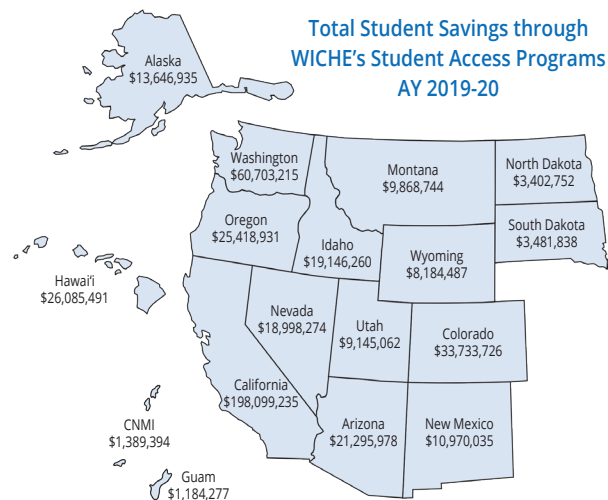 Total Student Savings through
WICHE's Student Access Programs
AY 2019-20
Alaska
$13,646,935
Washington
$60,703,215
Montana
$9,868,744
North Dakota
$3,402,752
Oregon
$25,418,931
Idaho
$19,146,260
South Dakota
$3,481,838
Wyoming
$8,184,487
Hawai'i
$26,085,491
Nevada
$18,998,274
Utah
$9,145,062
Colorado
$33,733,726
California
$198,099,235
Arizona
$21,295,978
New Mexico
$10,970,035
CNMI
$1,389,394
Guam
$1,184,277